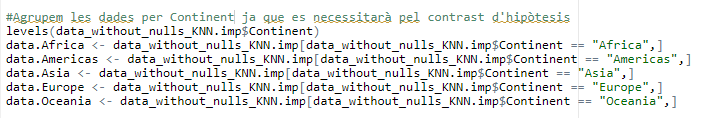 #Agrupem les dades per Continent ja que es necessitarà pel contrast d'hipòtesis
levels(data_without_nulls_KNN.imp$Continent)
data.Africa <- data_without_nulls_KNN.imp[data_without_nulls_KNN.imp$Continent == "Africa",]
data.Americas <- data_without_nulls_KNN.imp[data_without_nulls_KNN.imp$Continent == "Americas",]
data.Asia <- data_without_nulls_KNN.imp[data_without_nulls_KNN.imp$Continent == "Asia",]
data.Europe <- data_without_nulls_KNN.imp[data_without_nulls_KNN.imp$Continent == "Europe",]
data.Oceania <- data_without_nulls_KNN.imp[data_without_nulls_KNN.imp$Continent == "Oceania",]